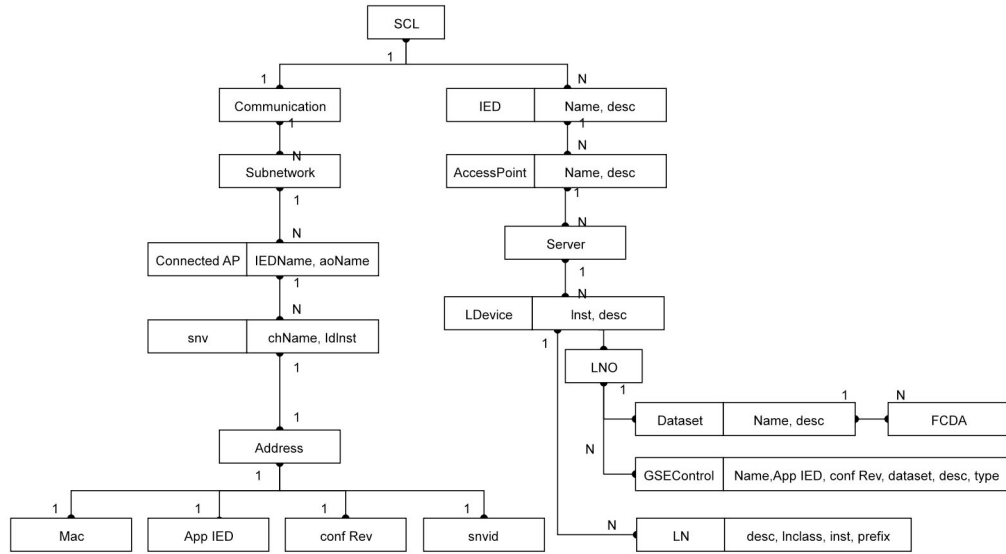 SCL
1
1
N
Communication
IED
Name, desc
1
1
N
N
Subnetwork
AccessPoint
Name, desc
1
1
N
N
Server
Connected AP
IEDName, aoName
1
1
N
N
LDevice
Inst, desc
snv
chName, IdInst
1
1
LNO
1
1
N
1
Dataset
Name, desc
FCDA
Address
1
N
GSEControl
Name,App IED, conf Rev, dataset, desc, type
1
1
1
1
N
Mac
App IED
conf Rev
snvid
LN
desc, Inclass, inst, prefix